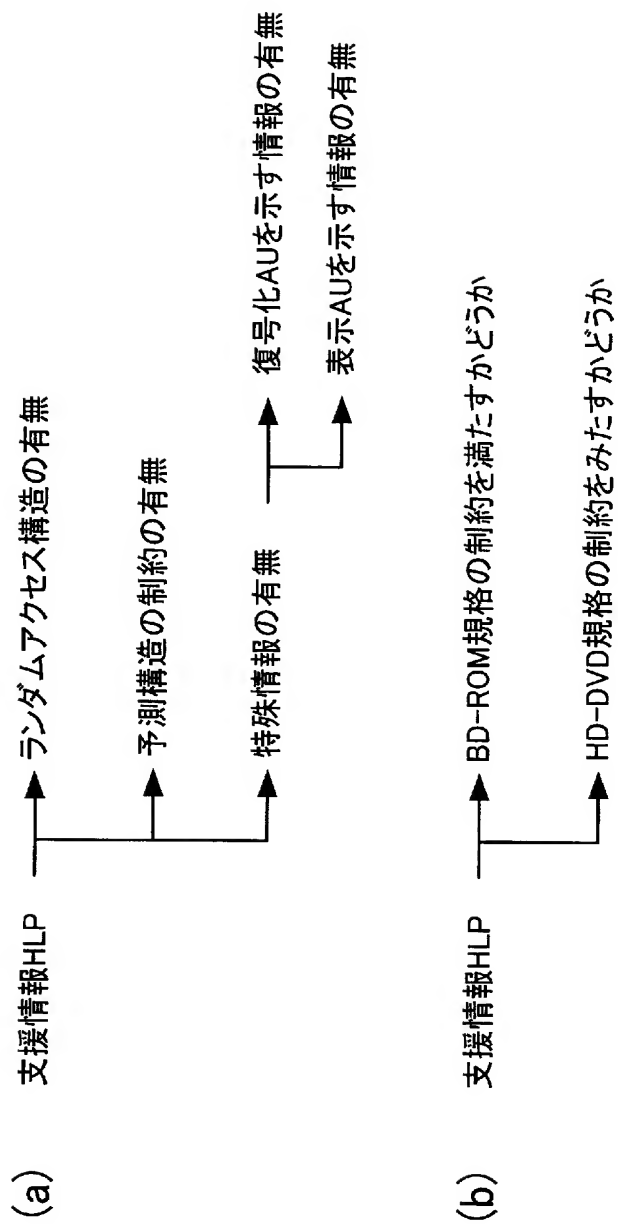 (a)
支援情報HLP
ランダムアクセス構造の有無
予測構造の制約の有無
特殊情報の有無
復号化AUを示す情報の有無
表示AUを示す情報の有無
(b)
支援情報HLP
BD-ROM規格の制約を満たすかどうか
HD-DVD規格の制約をみたすかどうか